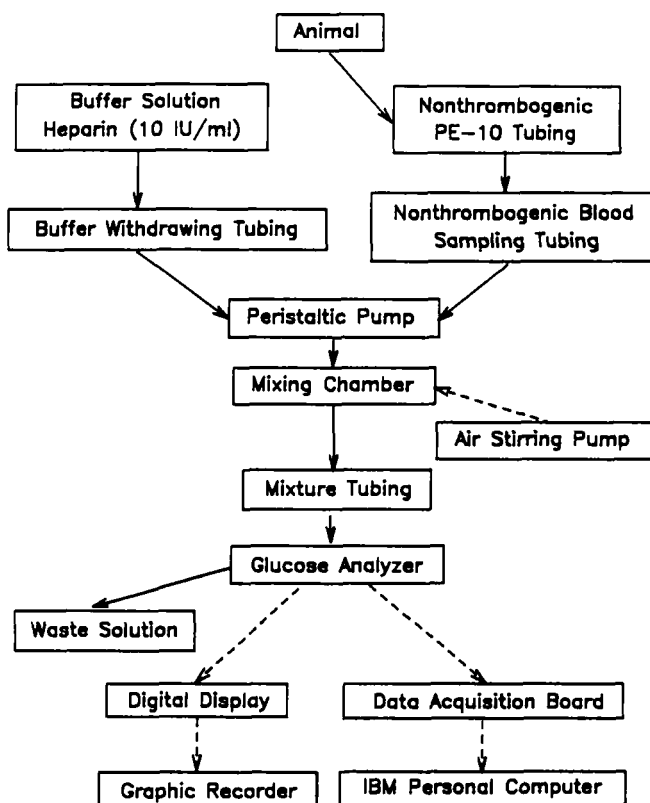 Animal
Buffer Solution
Heparin (10 IU/ml)
Nonthrombogenic
PE-10 Tubing
Buffer Withdrawing Tubing
Nonthrombogenic Blood
Sampling Tubing
Peristaltic Pump
Mixing Chamber
Air Stirring Pump
Mixture Tubing
Glucose Analyzer
Waste Solution
Digital Display
Data Acquisition Board
Graphic Recorder
IBM Personal Computer